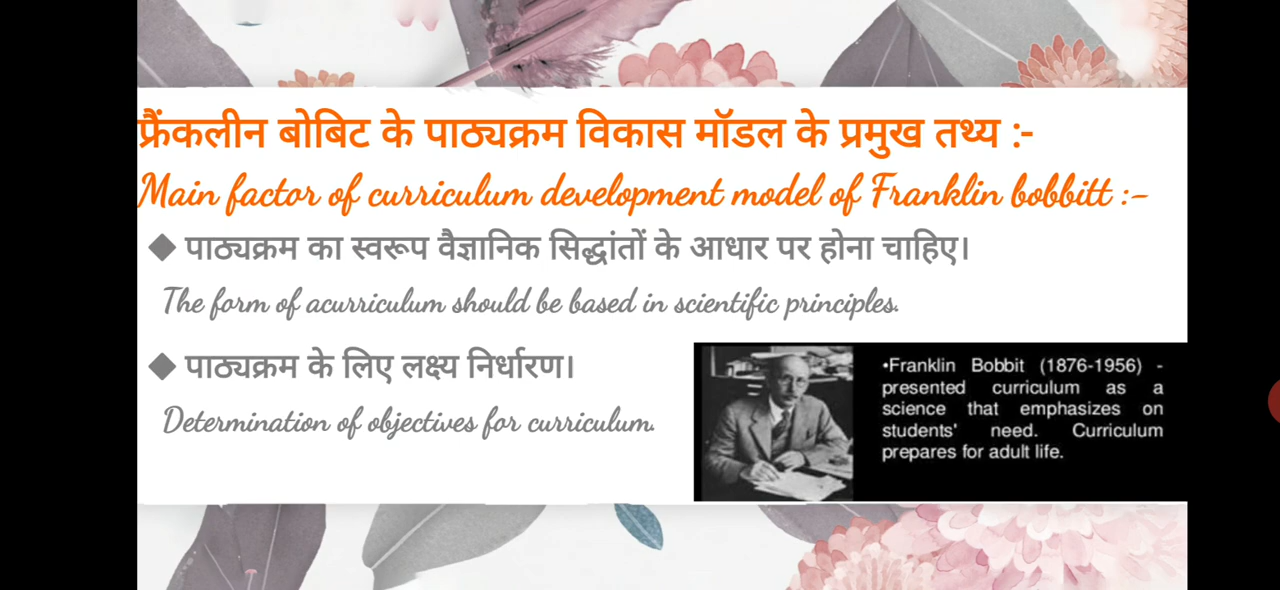 फ्रैंकलीन बोबिट के पाठ्यक्रम विकास मॉडल के प्रमुख तथ्य :-
Main factor of curriculum development model of Franklin bobbitt :-
◆ पाठ्यक्रम का स्वरूप वैज्ञानिक सिद्धांतों के आधार पर होना चाहिए।
The form of acurriculum should be based in scientific principles.
◆ पाठ्यक्रम के लिए लक्ष्य निर्धारण।
Determination of objectives for curriculum.
•Franklin Bobbit (1876-1956) -
presented curriculum as a
science that emphasizes on
students' need. Curriculum
prepares for adult life.